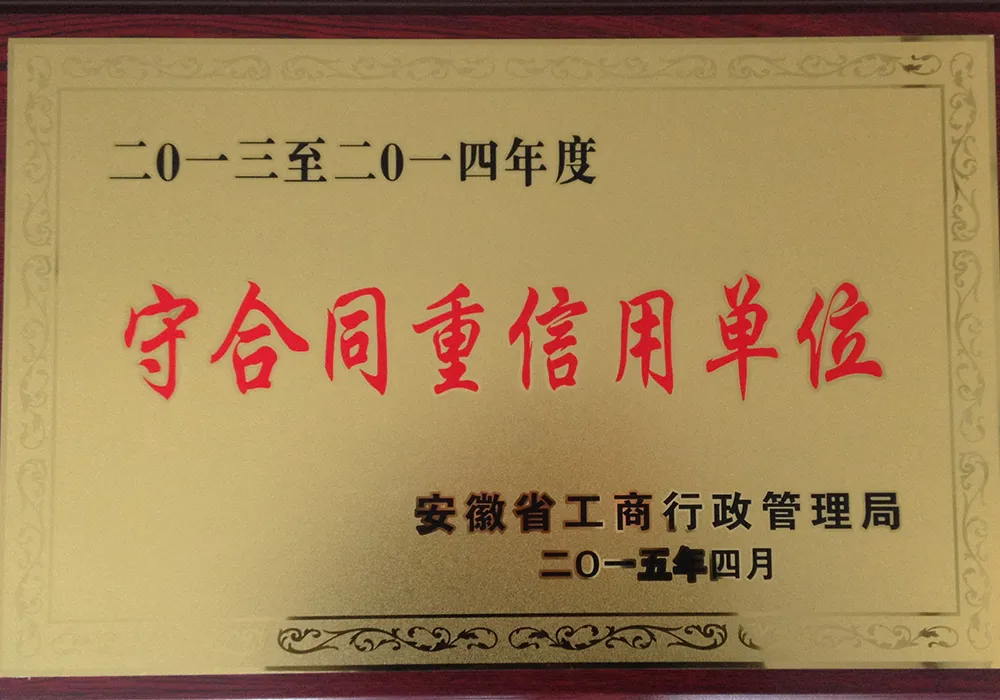 二0一三至二0一四年度
守合同重信用单位
安徽省工商行政管理局
二0一五年四月